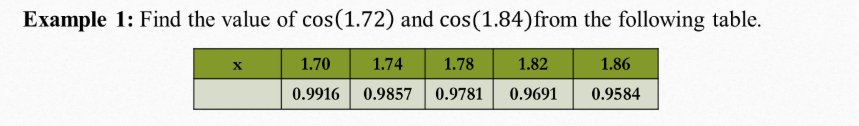 Example 1: Find the value of cos(1.72) and cos(1.84)from the following table.
x 1.70 1.74 1.78 1.82 1.86
0.9916 0.9857 0.9781 0.9691 0.9584